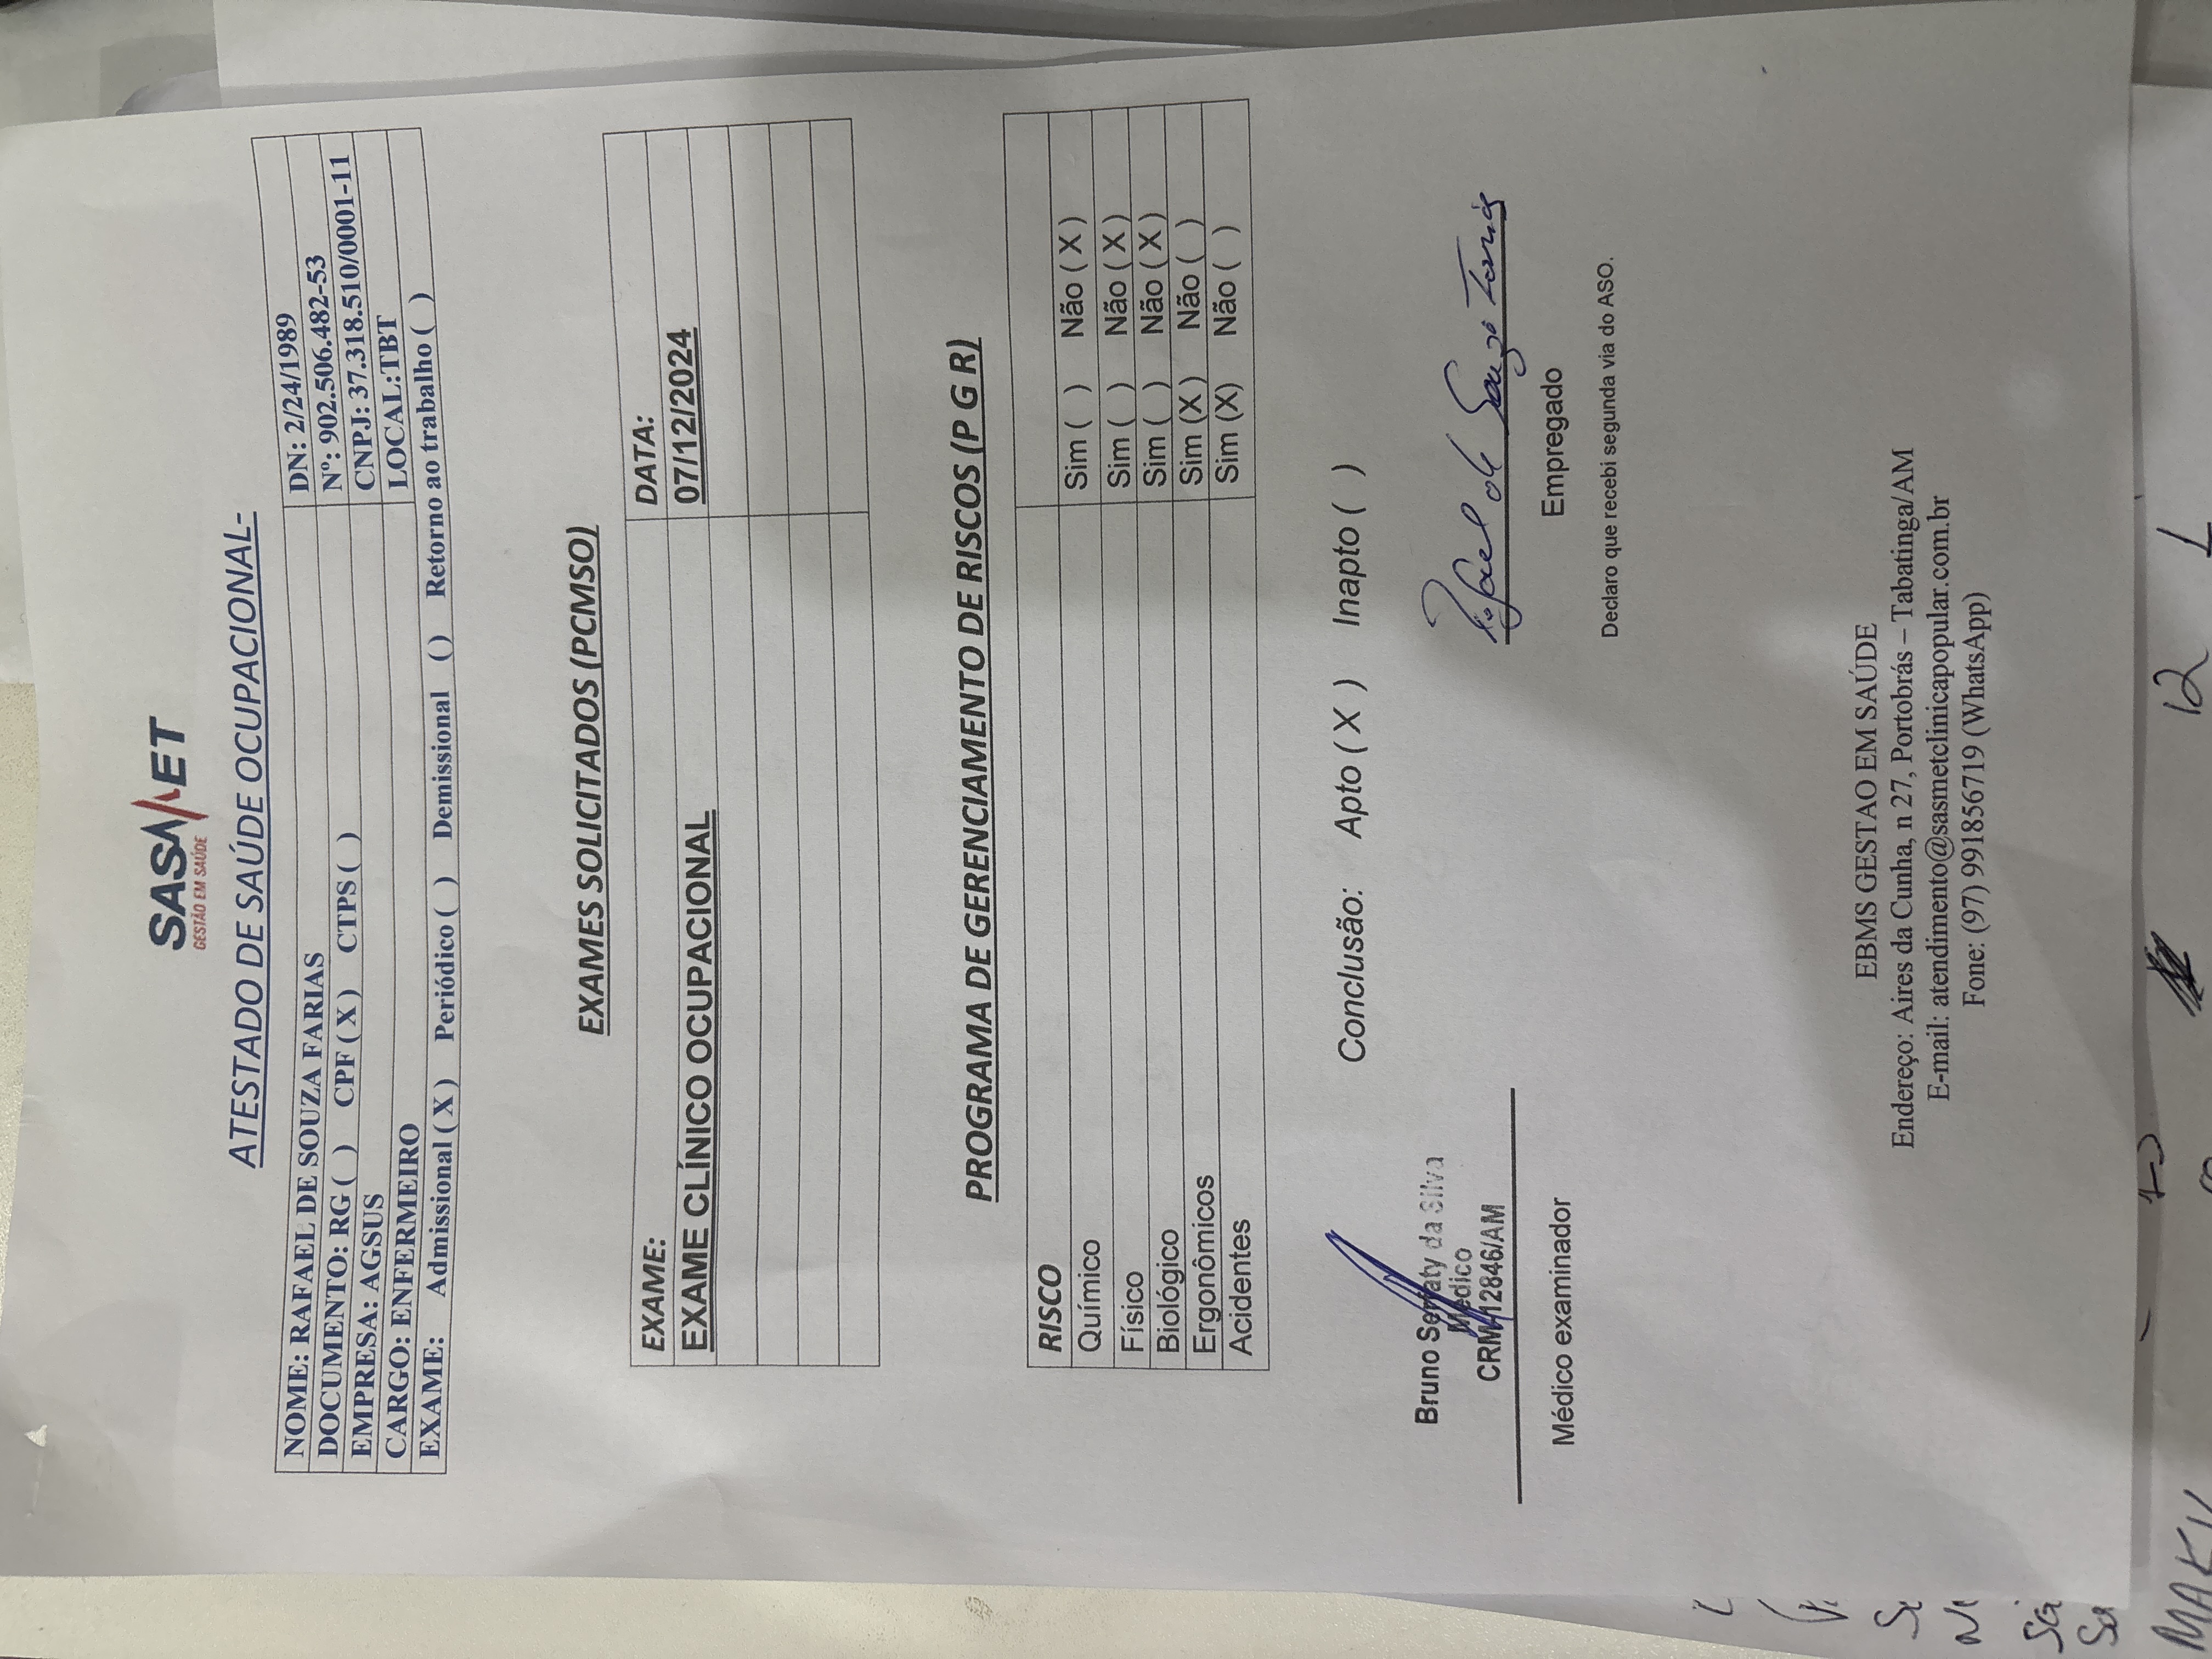 SASMET
GESTÃO EM SAÚDE
ATESTADO DE SAÚDE OCUPACIONAL-
NOME: RAFAEL DE SOUZA FARIAS DN: 2/24/1989
DOCUMENTO: RG ( ) CPF ( X ) CTPS ( ) Nº: 902.506.482-53
EMPRESA: AGSUS CNPJ: 37.318.510/0001-11
CARGO: ENFERMEIRO LOCAL:TBT
EXAME: Admissional ( X ) Periódico ( ) Demissional ( ) Retorno ao trabalho ( )
EXAMES SOLICITADOS (PCMSO)
EXAME: DATA:
EXAME CLÍNICO OCUPACIONAL 07/12/2024
PROGRAMA DE GERENCIAMENTO DE RISCOS (P G R)
RISCO
Químico Sim ( ) Não ( X )
Físico Sim ( ) Não ( X )
Biológico Sim ( ) Não ( X )
Ergonômicos Sim (X ) Não ( )
Acidentes Sim (X) Não ( )
Conclusão: Apto ( X ) Inapto ( )
Bruno Serfaty da Silva
Médico
CRM-12846/AM
Rafael de Souza Farias
Médico examinador
Empregado
Declaro que recebi segunda via do ASO.
EBMS GESTAO EM SAÚDE
Endereço: Aires da Cunha, n 27, Portobrás – Tabatinga/AM
E-mail: atendimento@sasmetclinicapopular.com.br
Fone: (97) 991856719 (WhatsApp)
12 1